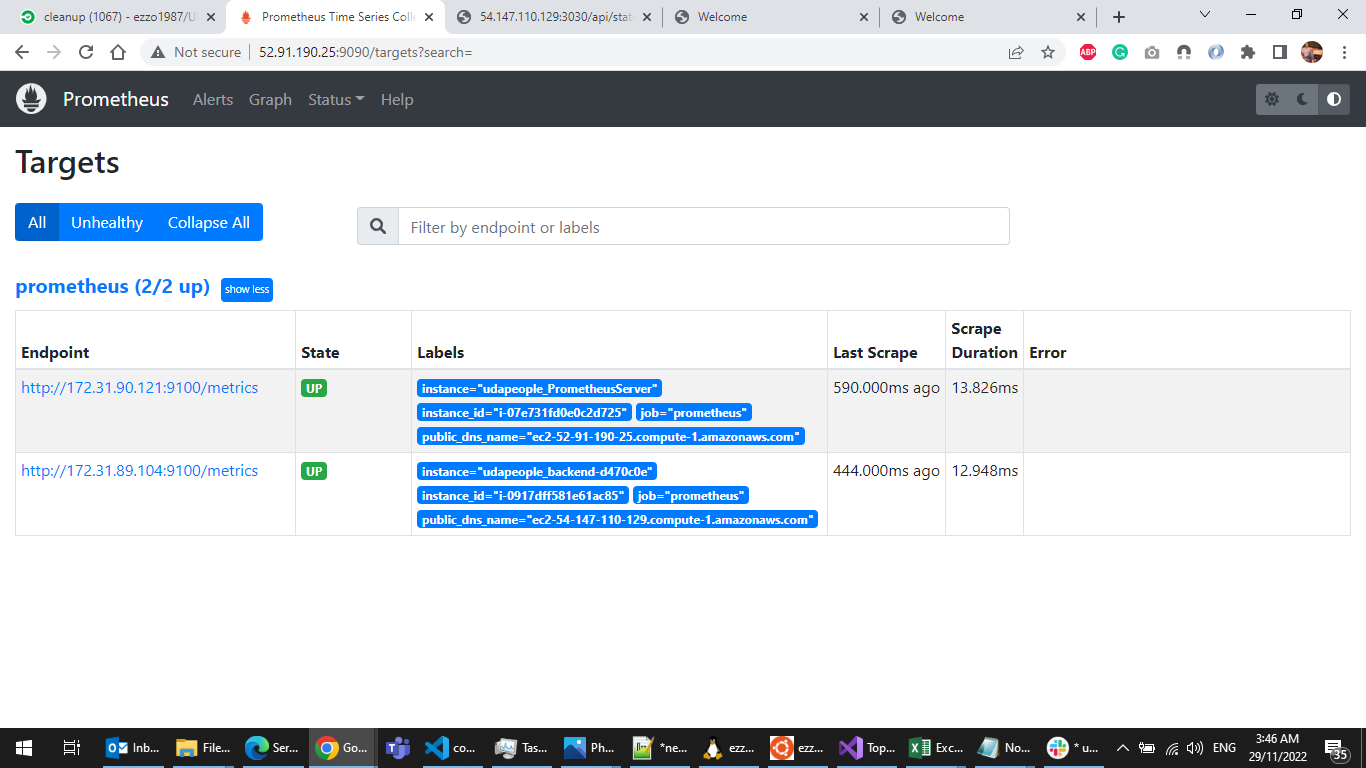 cleanup (1067) - ezzo1987/U
Prometheus Time Series Colle
54.147.110.129:3030/api/stat
Welcome
Welcome
Not secure
52.91.190.25:9090/targets?search=
ABP
Prometheus
Alerts
Graph
Status
Help
Targets
All
Unhealthy
Collapse All
Filter by endpoint or labels
prometheus (2/2 up)
show less
Endpoint
State
Labels
Last Scrape
Scrape
Duration
Error
http://172.31.90.121:9100/metrics
UP
instance="udapeople_PrometheusServer"
instance_id="i-07e731fd0e0c2d725"
job="prometheus"
public_dns_name="ec2-52-91-190-25.compute-1.amazonaws.com"
590.000ms ago
13.826ms
http://172.31.89.104:9100/metrics
UP
instance="udapeople_backend-d470c0e"
instance_id="i-0917dff581e61ac85"
job="prometheus"
public_dns_name="ec2-54-147-110-129.compute-1.amazonaws.com"
444.000ms ago
12.948ms
Inb...
File...
Ser...
Go...
co...
Tas...
Ph...
*ne...
ezz...
ezz...
Top...
Exc...
No...
* u...
ENG
3:46 AM
29/11/2022
35